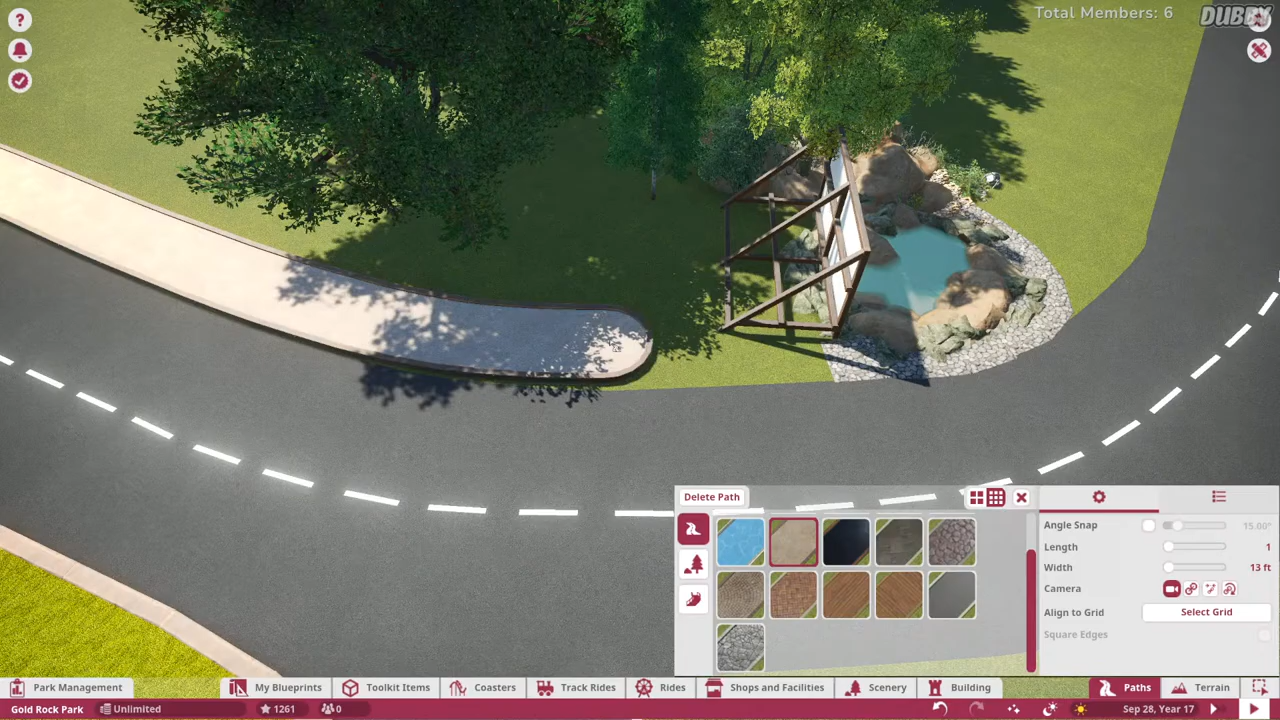 Total Members: 6
DUBBY
?
Delete Path
Angle Snap 15.00°
Length 1
Width 13 ft
Camera
Align to Grid Select Grid
Square Edges
Park Management My Blueprints Toolkit Items Coasters Track Rides Rides Shops and Facilities Scenery Building Paths Terrain
Gold Rock Park Unlimited 1261 0 Sep 28, Year 17